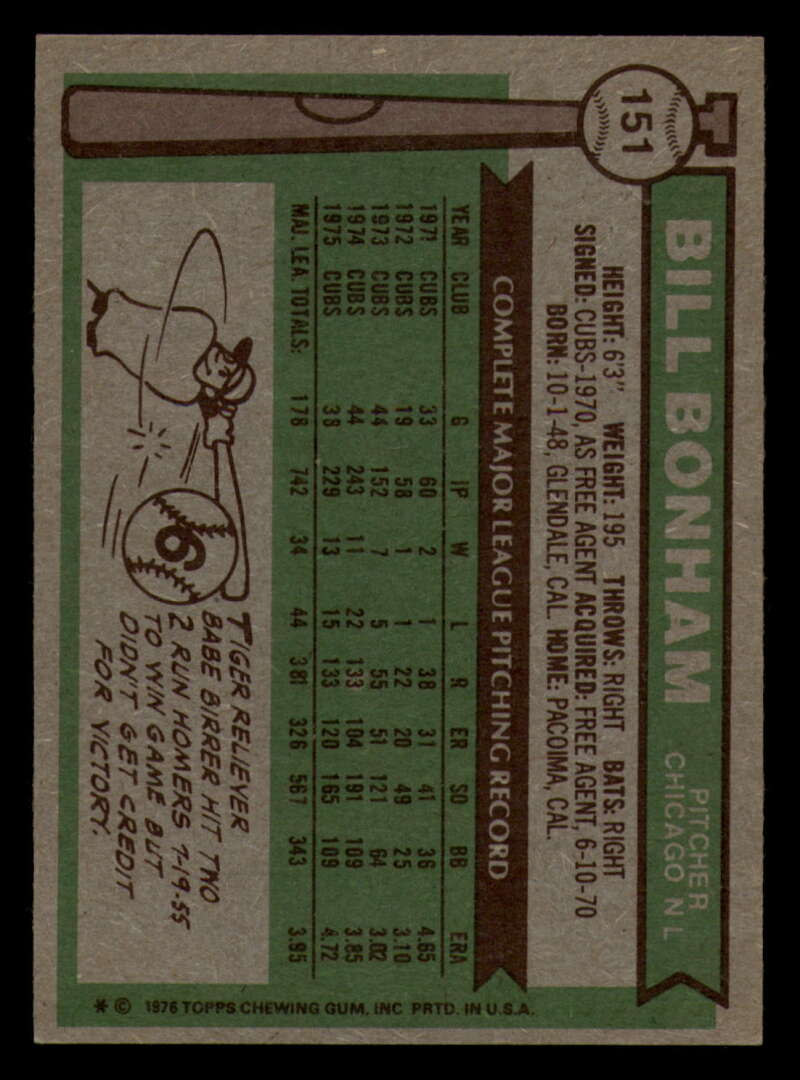 151
BILL BONHAM
PITCHER
CHICAGO N L
HEIGHT: 6'3" WEIGHT: 195 THROWS: RIGHT BATS: RIGHT
SIGNED: CUBS-1970, AS FREE AGENT ACQUIRED: FREE AGENT, 6-10-70
BORN: 10-1-48, GLENDALE, CAL. HOME: PACOIMA, CAL.
COMPLETE MAJOR LEAGUE PITCHING RECORD
YEAR CLUB G IP W L R ER SO BB ERA
1971 CUBS 33 60 2 1 38 31 41 36 4.65
1972 CUBS 19 58 1 1 22 20 49 25 3.10
1973 CUBS 44 152 7 5 55 51 121 64 3.02
1974 CUBS 44 243 11 22 133 104 191 109 3.85
1975 CUBS 38 229 13 15 133 120 165 109 4.72
MAJ. LEA. TOTALS: 178 742 34 44 381 326 567 343 3.95
6
TIGER RELIEVER
BABE BIRRER HIT TWO
2 RUN HOMERS 7-19-55
TO WIN GAME BUT
DIDN'T GET CREDIT
FOR VICTORY.
* © 1976 TOPPS CHEWING GUM, INC PRTD. IN U.S.A.